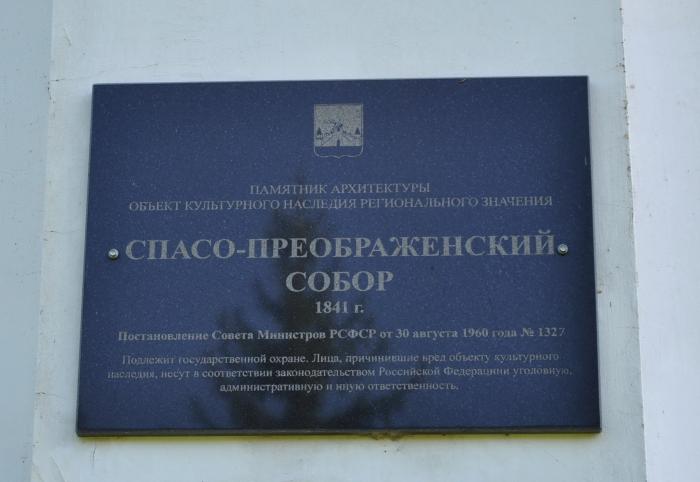 ПАМЯТНИК АРХИТЕКТУРЫ
ОБЪЕКТ КУЛЬТУРНОГО НАСЛЕДИЯ РЕГИОНАЛЬНОГО ЗНАЧЕНИЯ
СПАСО-ПРЕОБРАЖЕНСКИЙ
СОБОР
1841 г.
Постановление Совета Министров РСФСР от 30 августа 1960 года № 1327
Подлежит государственной охране. Лица, причинившие вред объекту культурного
наследия, несут в соответствии законодательством Российской Федерациии уголовную,
административную и иную ответственность.